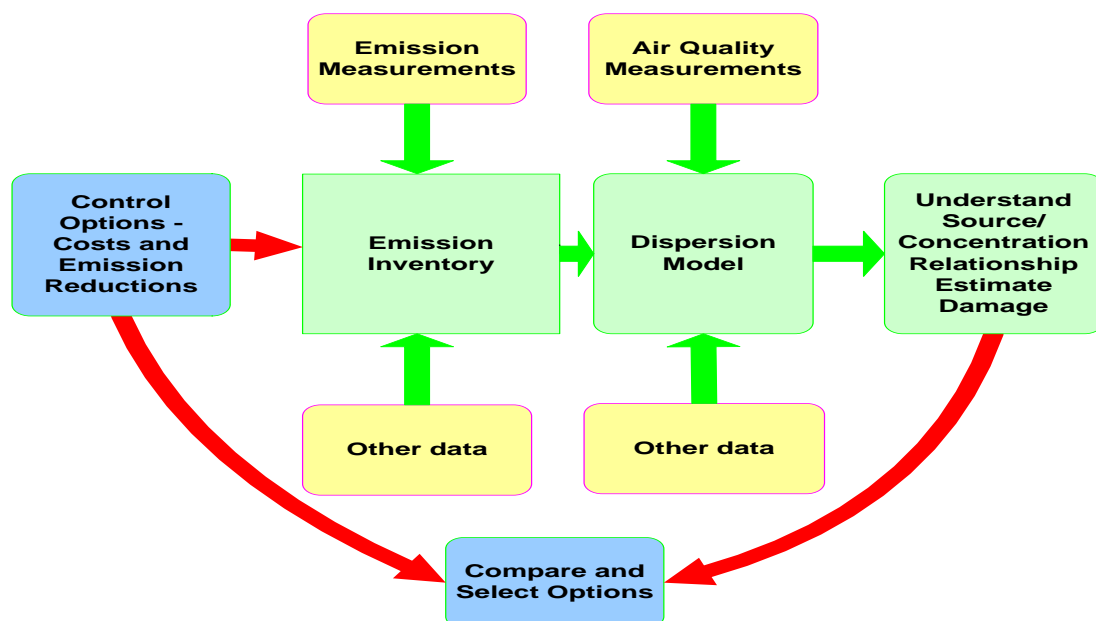 Emission
Measurements
Air Quality
Measurements
Control
Options -
Costs and
Emission
Reductions
Emission
Inventory
Dispersion
Model
Understand
Source/
Concentration
Relationship
Estimate
Damage
Other data
Other data
Compare and
Select Options